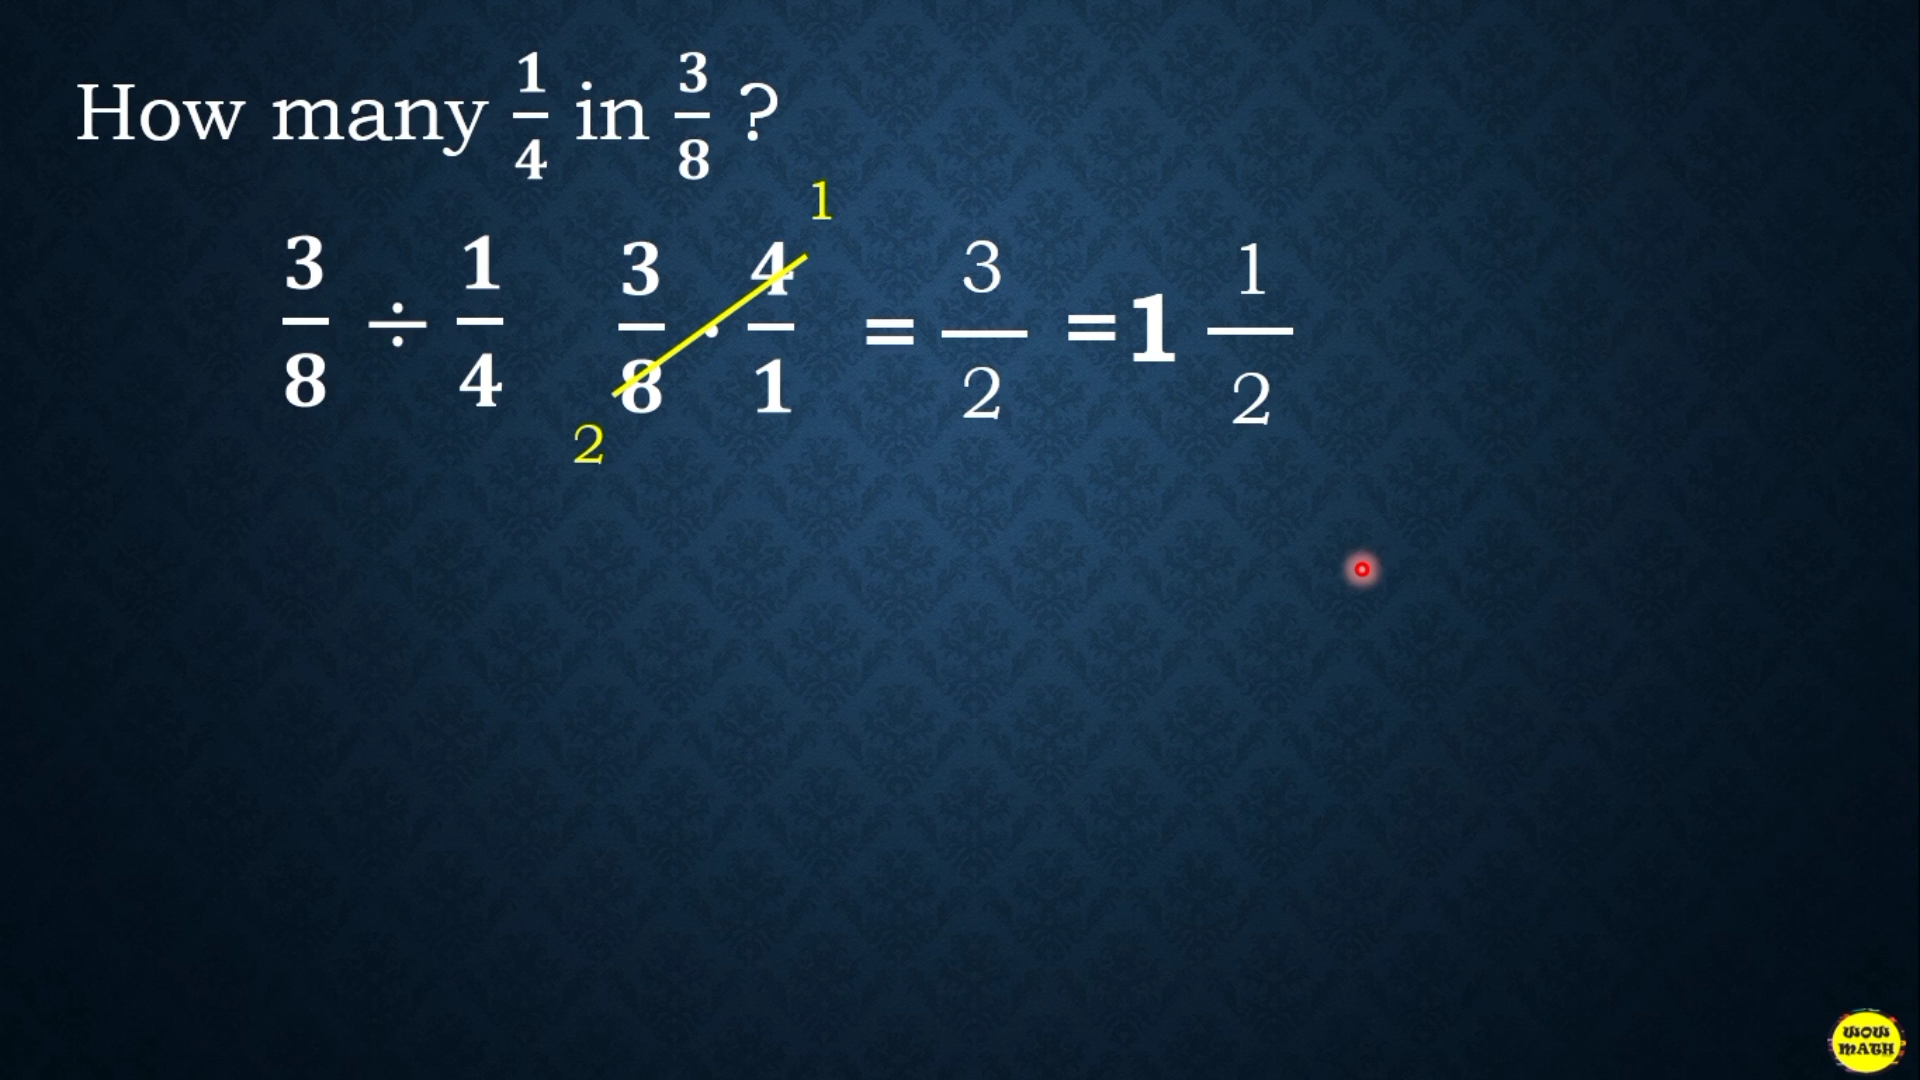 How many 1/4 in 3/8 ?
1
3/8 ÷ 1/4 3/8 · 4/1 = 3/2 =1 1/2
2
WOW
MATH